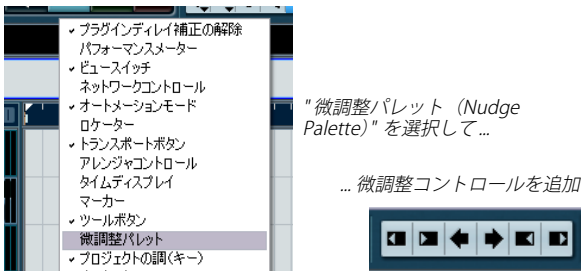 プラグインディレイ補正の解除
パフォーマンスメーター
ビュースイッチ
ネットワークコントロール
オートメーションモード
ロケーター
トランスポートボタン
アレンジャコントロール
タイムディスプレイ
マーカー
ツールボタン
微調整パレット
プロジェクトの調(キー)
"微調整パレット（Nudge
Palette）" を選択して ...
... 微調整コントロールを追加